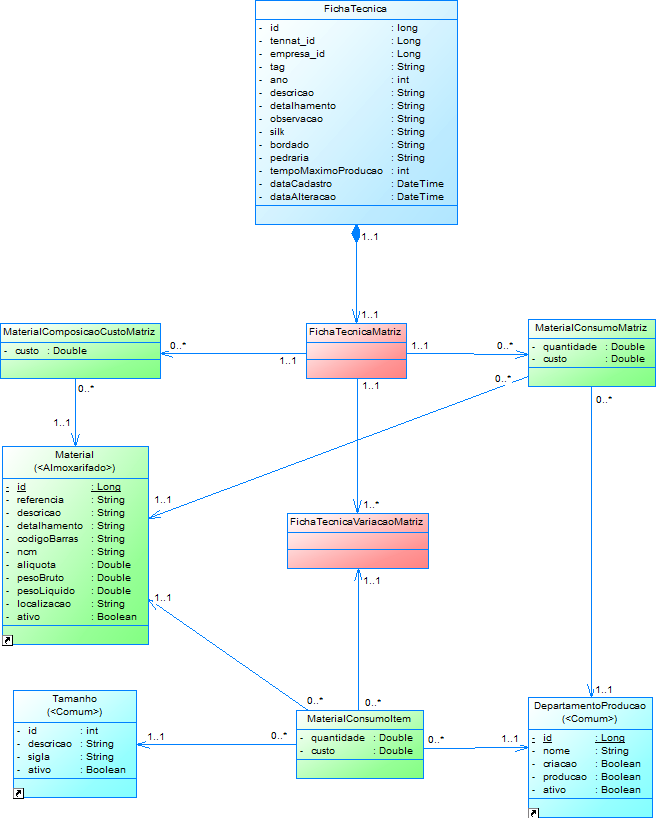 FichaTecnica
- id : long
- tennat_id : Long
- empresa_id : Long
- tag : String
- ano : int
- descricao : String
- detalhamento : String
- observacao : String
- silk : String
- bordado : String
- pedraria : String
- tempoMaximoProducao : int
- dataCadastro : DateTime
- dataAlteracao : DateTime
1..1
1..1
MaterialComposicaoCustoMatriz
- custo : Double
0..*
1..1
FichaTecnicaMatriz
1..1
0..*
MaterialConsumoMatriz
- quantidade : Double
- custo : Double
0..*
1..1
0..*
0..*
1..1
Material
(<Almoxarifado>)
- id : Long
- referencia : String
- descricao : String
- detalhamento : String
- codigoBarras : String
- ncm : String
- aliquota : Double
- pesoBruto : Double
- pesoLiquido : Double
- localizacao : String
- ativo : Boolean
1..1
1..*
FichaTecnicaVariacaoMatriz
1..1
1..1
0..*
0..*
1..1
Tamanho
(<Comum>)
- id : int
- descricao : String
- sigla : String
- ativo : Boolean
1..1
0..*
MaterialConsumoItem
- quantidade : Double
- custo : Double
0..*
1..1
DepartamentoProducao
(<Comum>)
- id : Long
- nome : String
- criacao : Boolean
- producao : Boolean
- ativo : Boolean